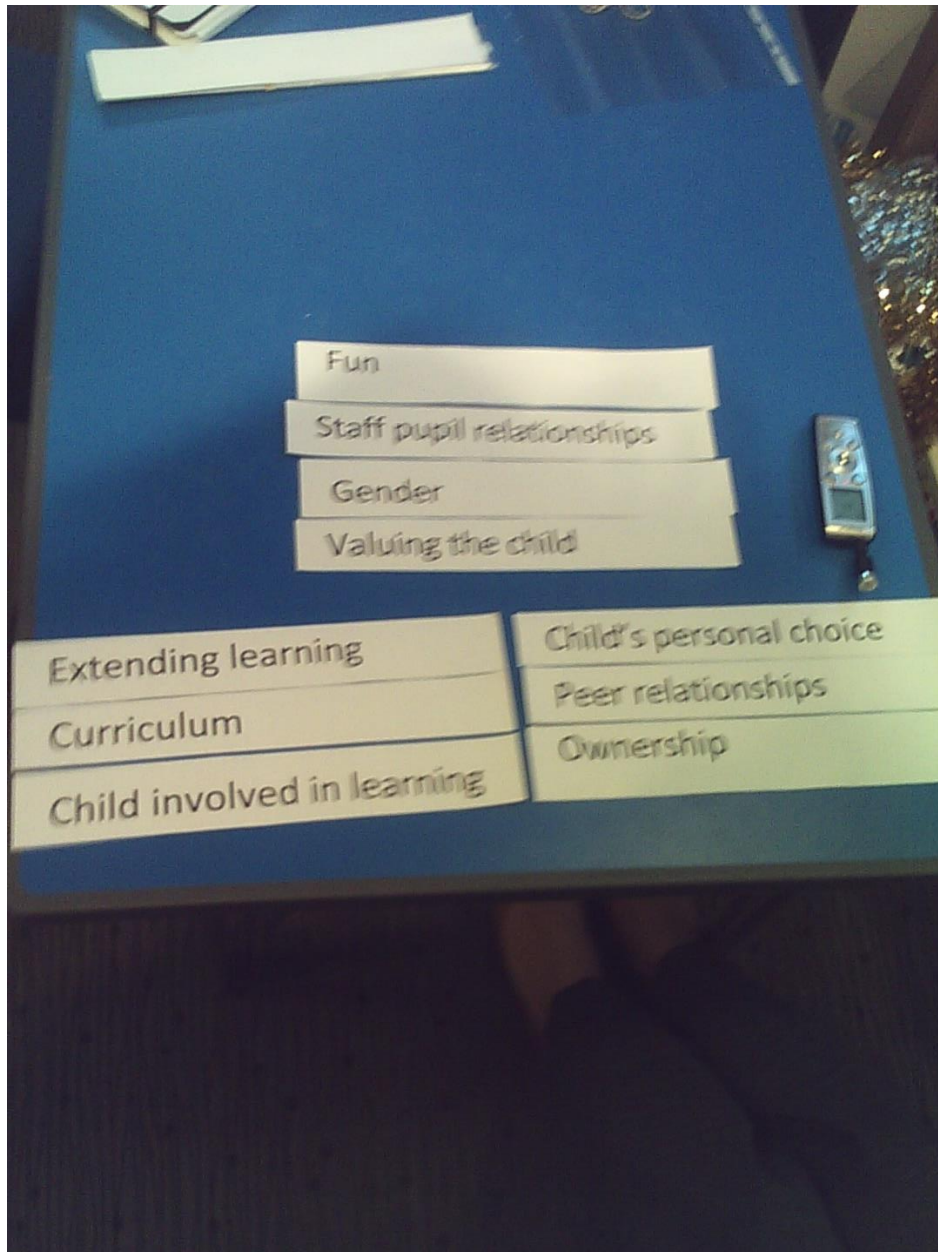 Fun
Staff pupil relationships
Gender
Valuing the child
Extending learning
Curriculum
Child involved in learning
Child's personal choice
Peer relationships
Ownership